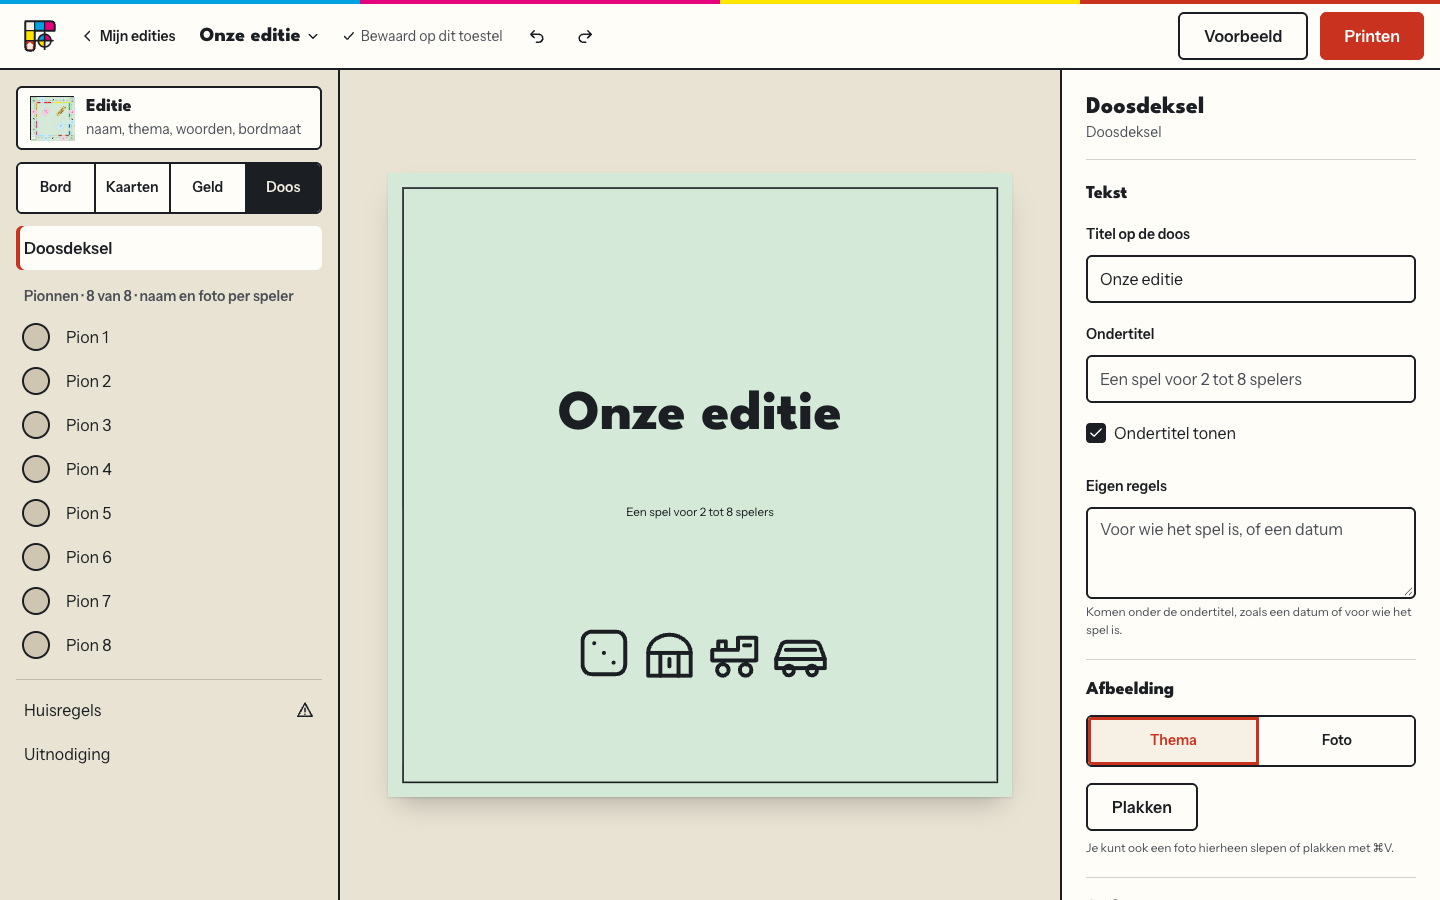 Mijn edities
Onze editie
Bewaard op dit toestel
Voorbeeld
Printen
Editie
naam, thema, woorden, bordmaat
Bord
Kaarten
Geld
Doos
Doosdeksel
Pionnen · 8 van 8 · naam en foto per speler
Pion 1
Pion 2
Pion 3
Pion 4
Pion 5
Pion 6
Pion 7
Pion 8
Huisregels
Uitnodiging
Onze editie
Een spel voor 2 tot 8 spelers
Doosdeksel
Doosdeksel
Tekst
Titel op de doos
Onze editie
Ondertitel
Een spel voor 2 tot 8 spelers
Ondertitel tonen
Eigen regels
Voor wie het spel is, of een datum
Komen onder de ondertitel, zoals een datum of voor wie het
spel is.
Afbeelding
Thema
Foto
Plakken
Je kunt ook een foto hierheen slepen of plakken met ⌘V.